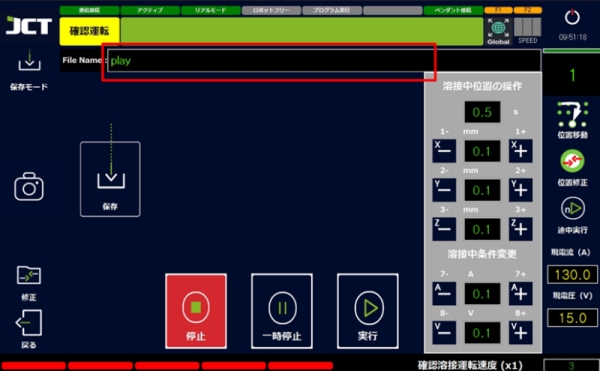 通信接続 アクティブ リアルモード ロボットフリー プログラム実行 ペンダント接続 F1 F2
JCT 確認運転 Global SPEED 09:51:18
File Name : play
保存モード
溶接中位置の操作
1
0.5 s
1- mm 1+
X 0.1 X
位置移動
2- mm 2+
Y 0.1 Y
位置修正
3- mm 3+
Z 0.1 Z
保存
n
途中実行
溶接中条件変更
現電流 (A)
7- A 7+
A 0.1 A
130.0
修正
現電圧 (V)
8- V 8+
V 0.1 V
15.0
停止 一時停止 実行
戻る
確認溶接運転速度 (x1) 3